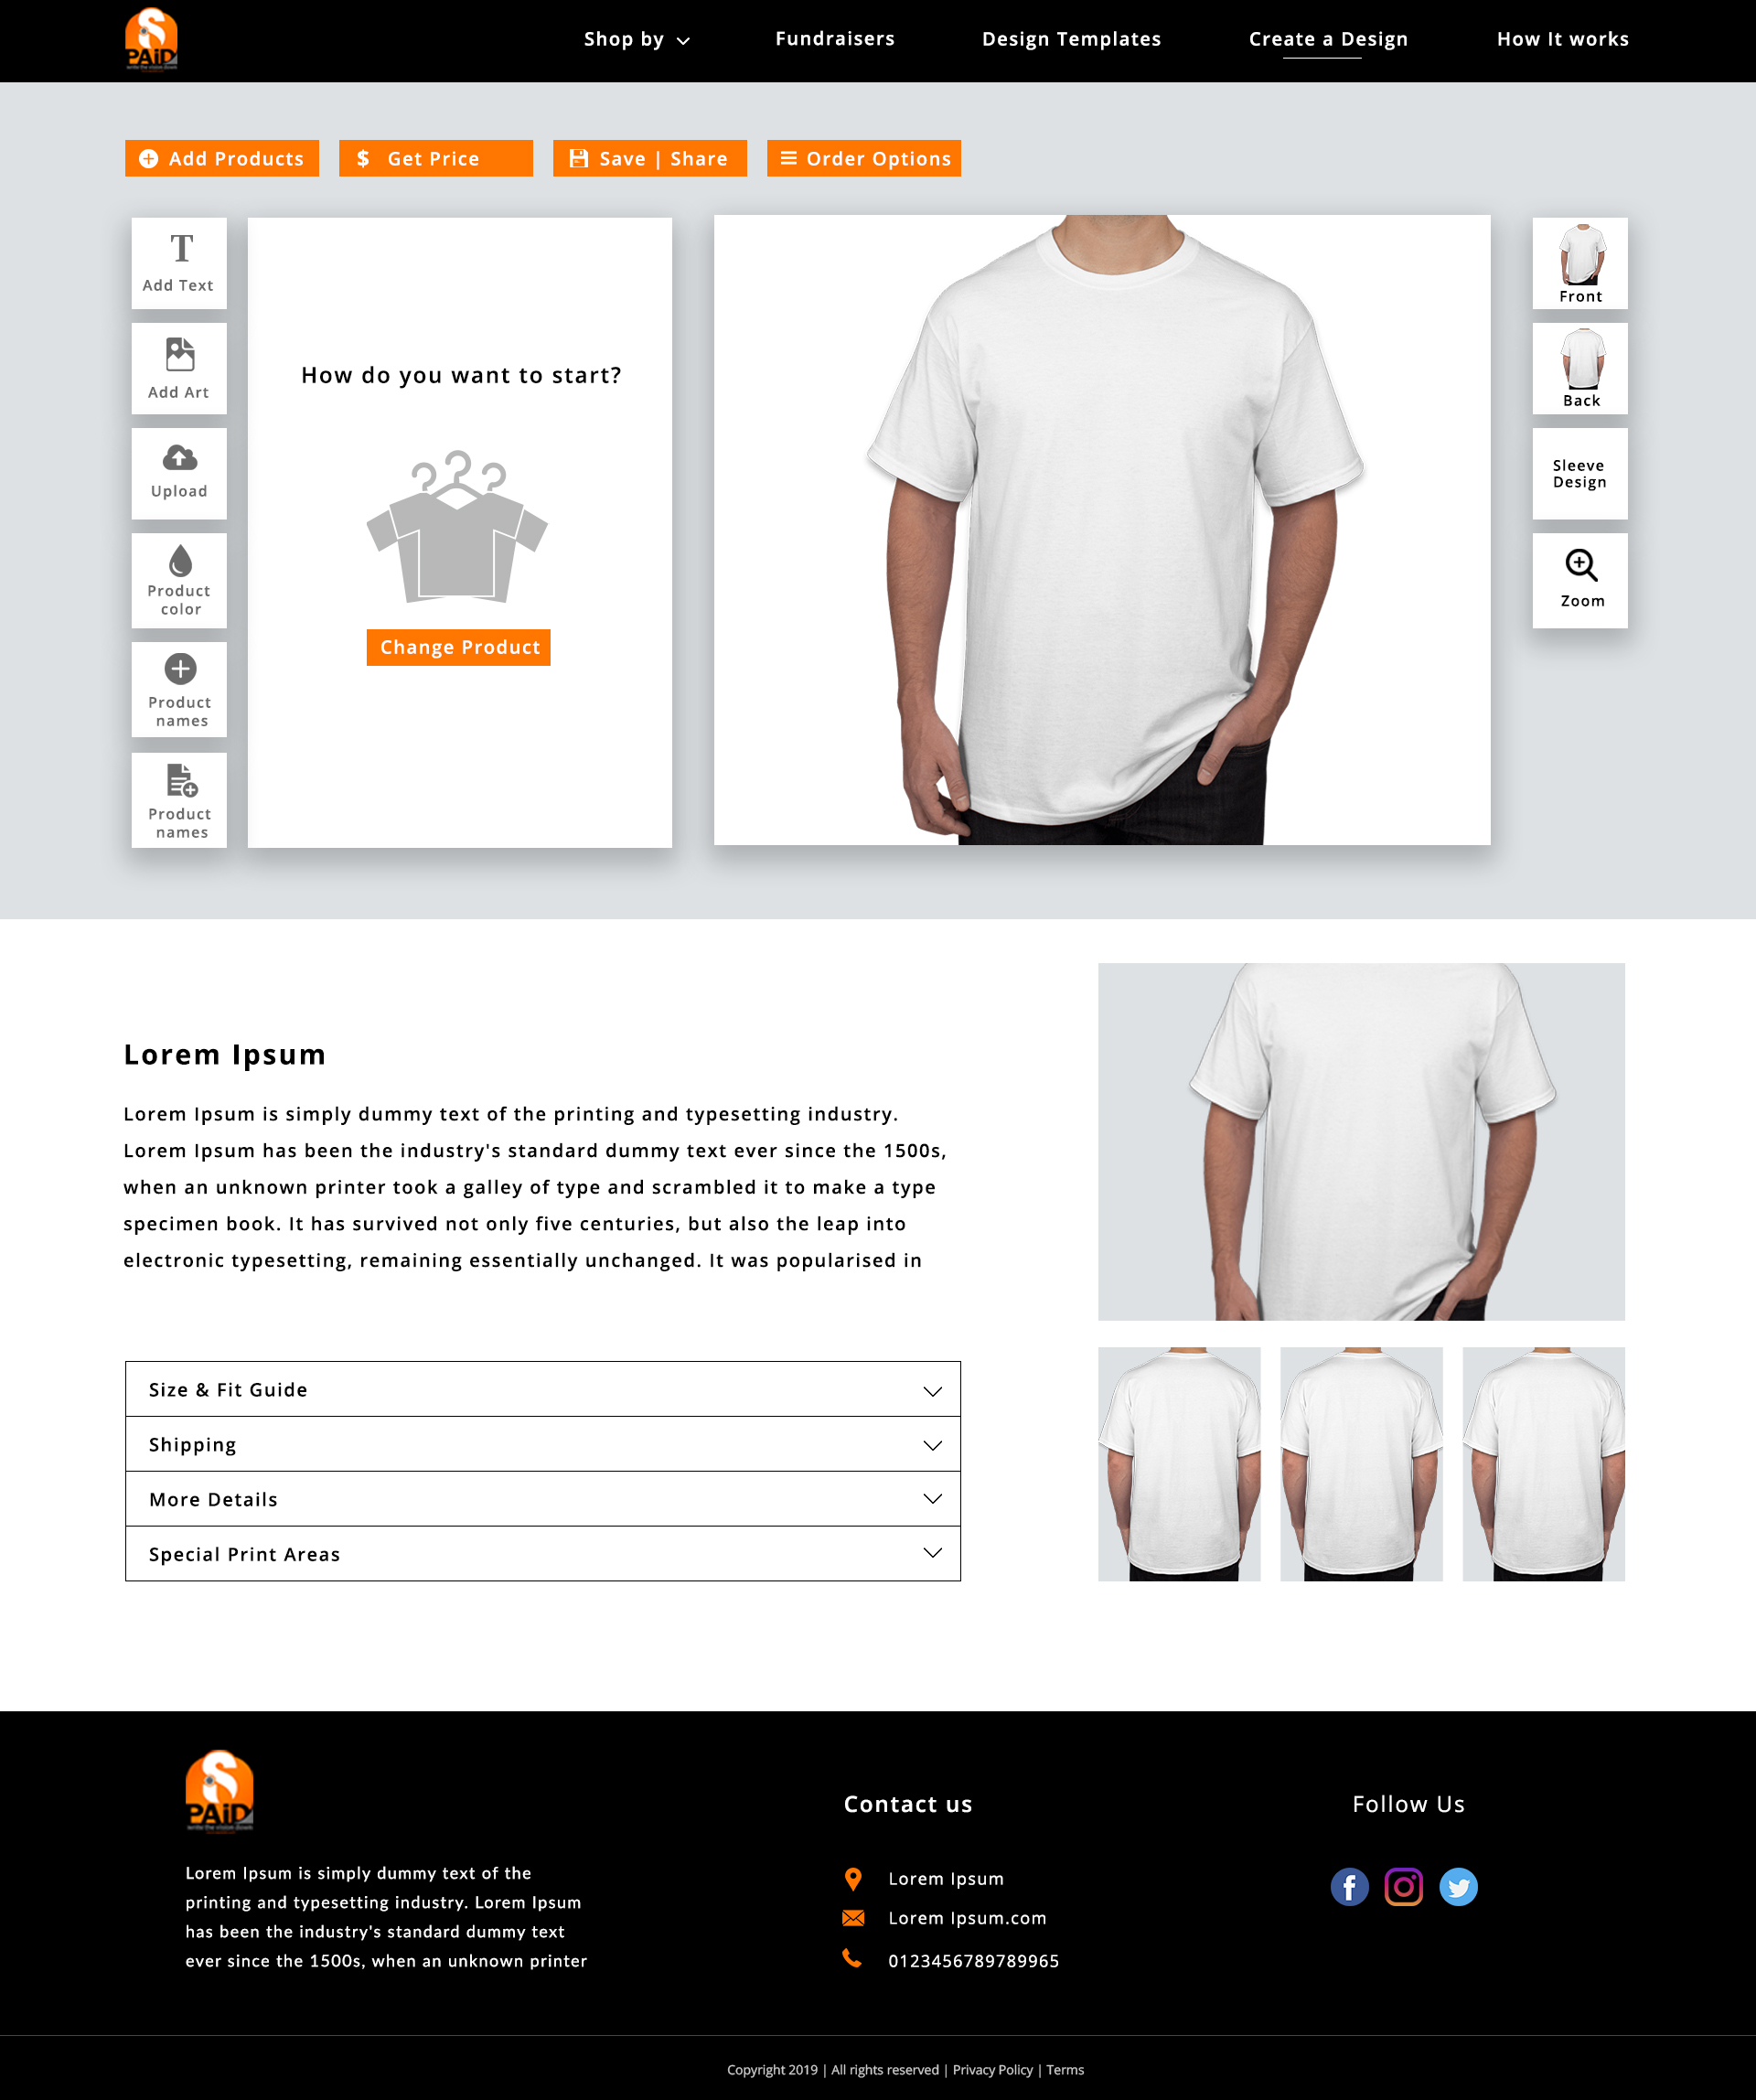 PAiD
Shop by
Fundraisers
Design Templates
Create a Design
How It works
Add Products
$ Get Price
Save | Share
Order Options
T
Add Text
Add Art
Upload
Product
color
Product
names
Product
names
How do you want to start?
Change Product
Front
Back
Sleeve
Design
Zoom
Lorem Ipsum
Lorem Ipsum is simply dummy text of the printing and typesetting industry.
Lorem Ipsum has been the industry's standard dummy text ever since the 1500s,
when an unknown printer took a galley of type and scrambled it to make a type
specimen book. It has survived not only five centuries, but also the leap into
electronic typesetting, remaining essentially unchanged. It was popularised in
Size & Fit Guide
Shipping
More Details
Special Print Areas
PAiD
Lorem Ipsum is simply dummy text of the
printing and typesetting industry. Lorem Ipsum
has been the industry's standard dummy text
ever since the 1500s, when an unknown printer
Contact us
Lorem Ipsum
Lorem Ipsum.com
0123456789789965
Follow Us
Copyright 2019 | All rights reserved | Privacy Policy | Terms